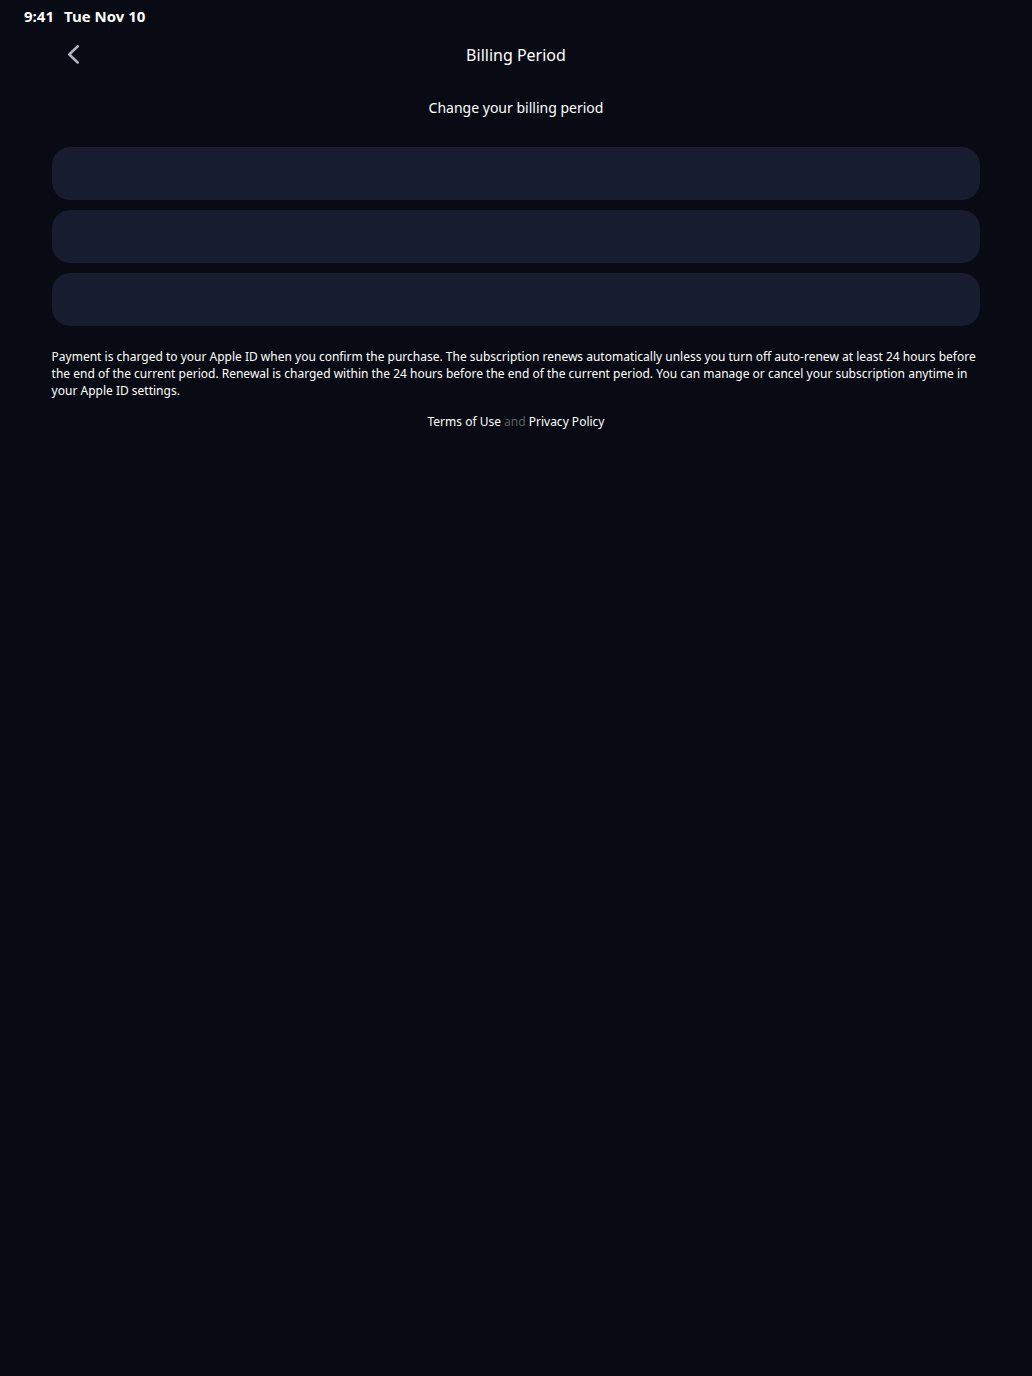 9:41 Tue Nov 10
Billing Period
Change your billing period
Payment is charged to your Apple ID when you confirm the purchase. The subscription renews automatically unless you turn off auto-renew at least 24 hours before
the end of the current period. Renewal is charged within the 24 hours before the end of the current period. You can manage or cancel your subscription anytime in
your Apple ID settings.
Terms of Use and Privacy Policy